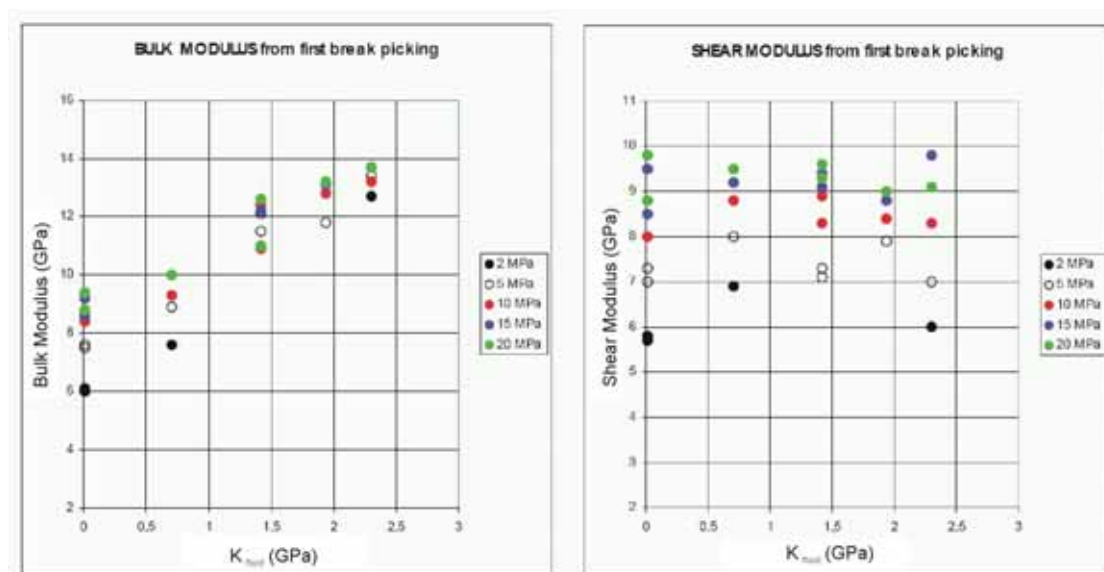 BULK MODULUS from first break picking
16
14
12
10
8
6
4
2
Bulk Modulus (GPa)
0 0,5 1 1,5 2 2,5 3
K (GPa)
2 MPa
5 MPa
10 MPa
15 MPa
20 MPa
SHEAR MODULUS from first break picking
11
10
9
8
7
6
5
4
3
2
Shear Modulus (GPa)
0 0,5 1 1,5 2 2,5 3
K (GPa)
2 MPa
5 MPa
10 MPa
15 MPa
20 MPa